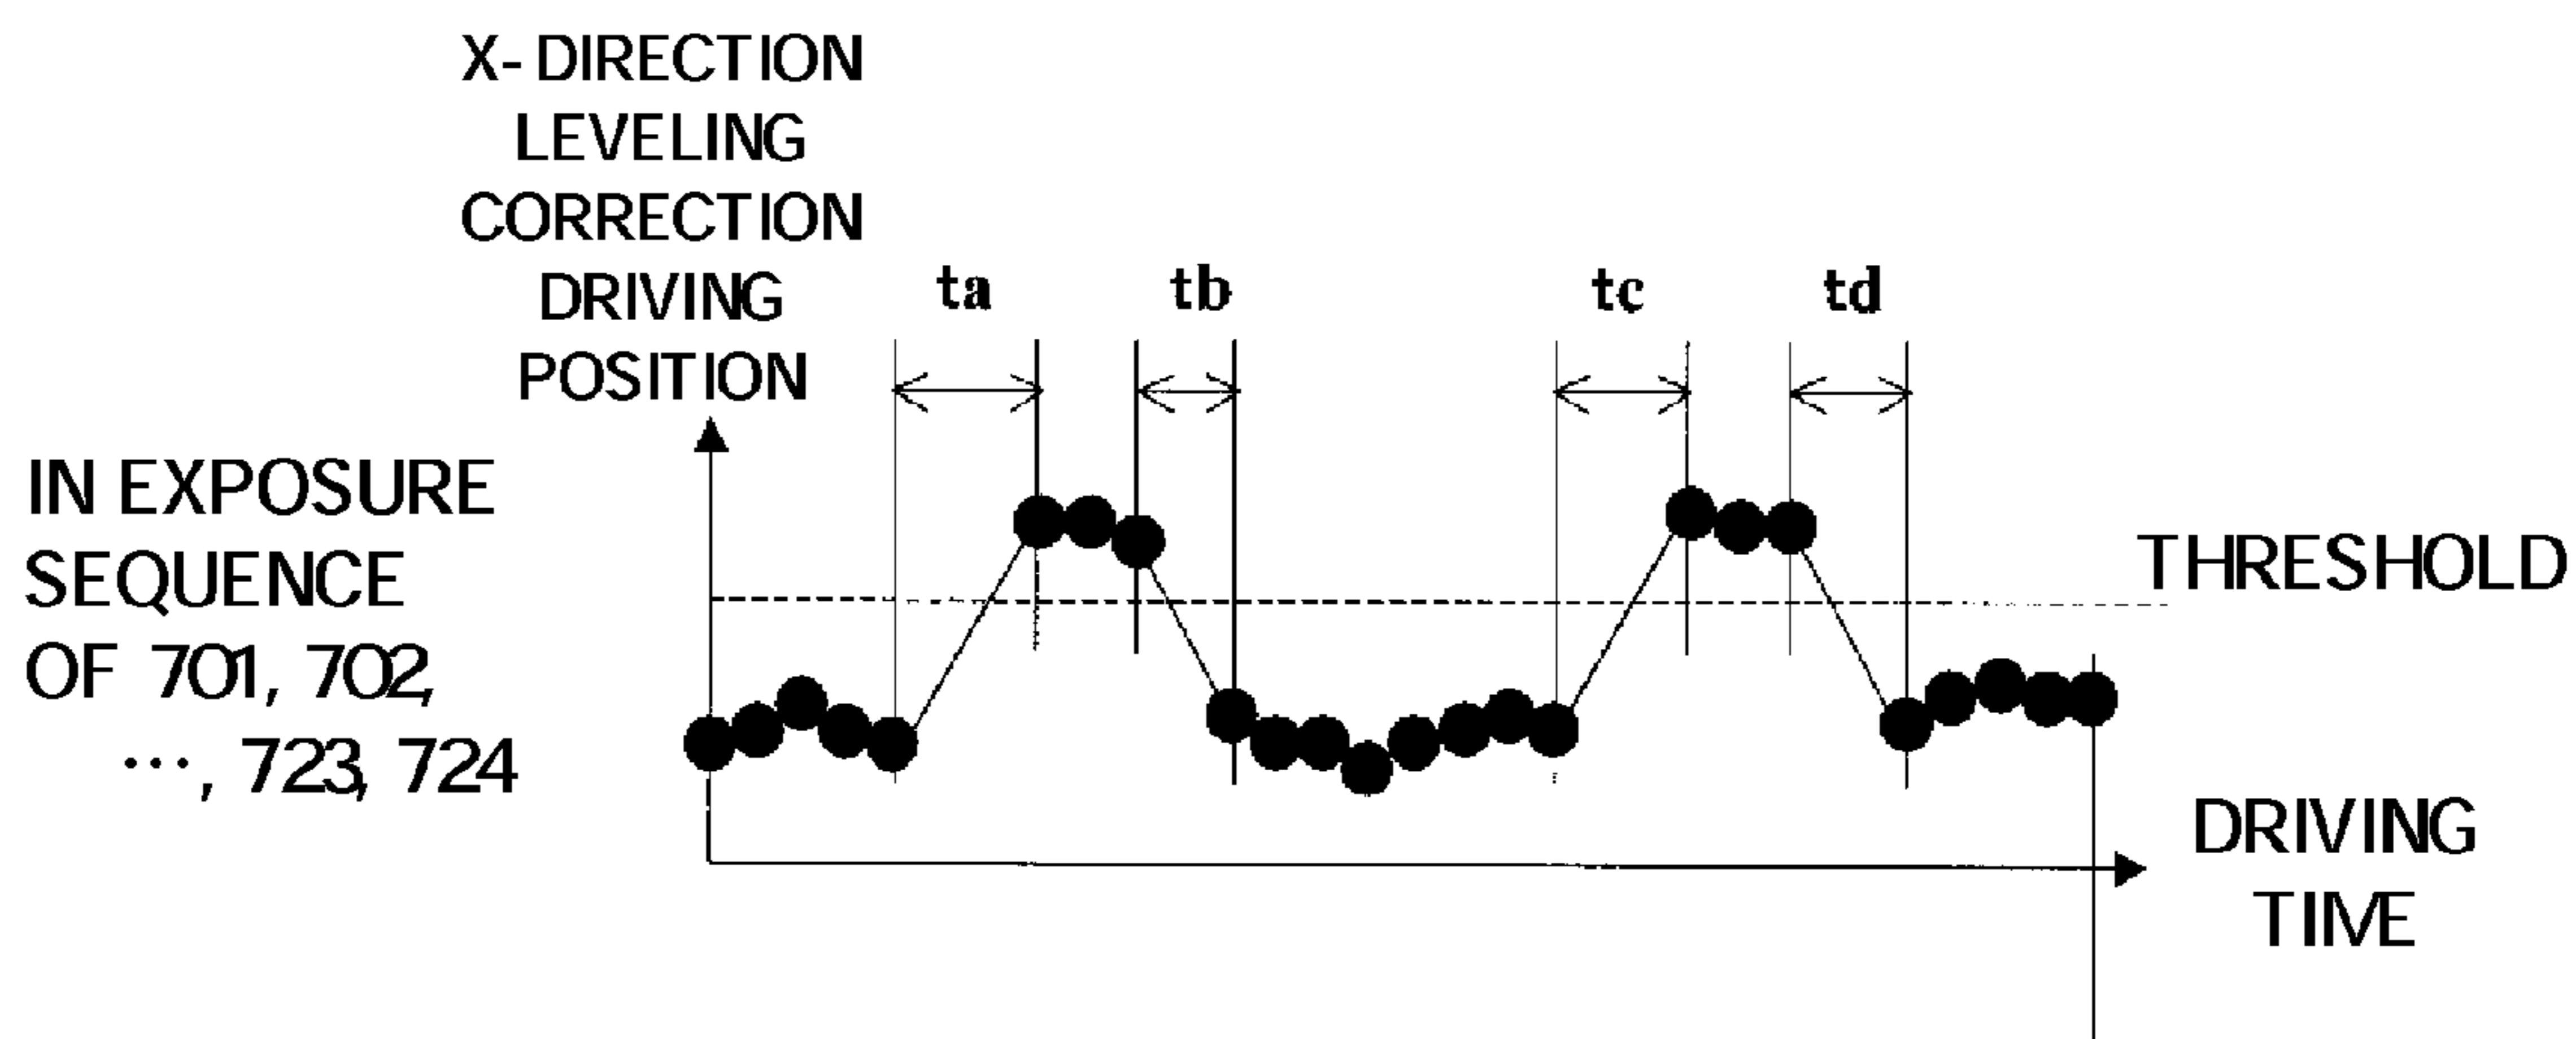 X-DIRECTION
LEVELING
CORRECTION
DRIVING
POSITION
ta
tb
tc
td
IN EXPOSURE
SEQUENCE
OF 701, 702,
..., 723, 724
THRESHOLD
DRIVING
TIME